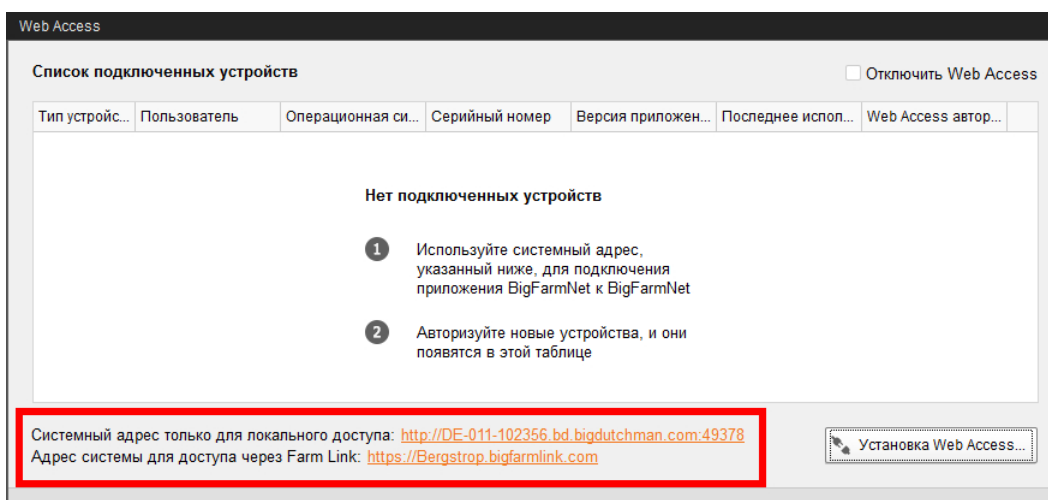 Web Access
Список подключенных устройств
Отключить Web Access
Тип устройс... Пользователь Операционная си... Серийный номер Версия приложен... Последнее испол... Web Access автор...
Нет подключенных устройств
1 Используйте системный адрес,
указанный ниже, для подключения
приложения BigFarmNet к BigFarmNet
2 Авторизуйте новые устройства, и они
появятся в этой таблице
Системный адрес только для локального доступа: http://DE-011-102356.bd.bigdutchman.com:49378
Адрес системы для доступа через Farm Link: https://Bergstrop.bigfarmlink.com
Установка Web Access...